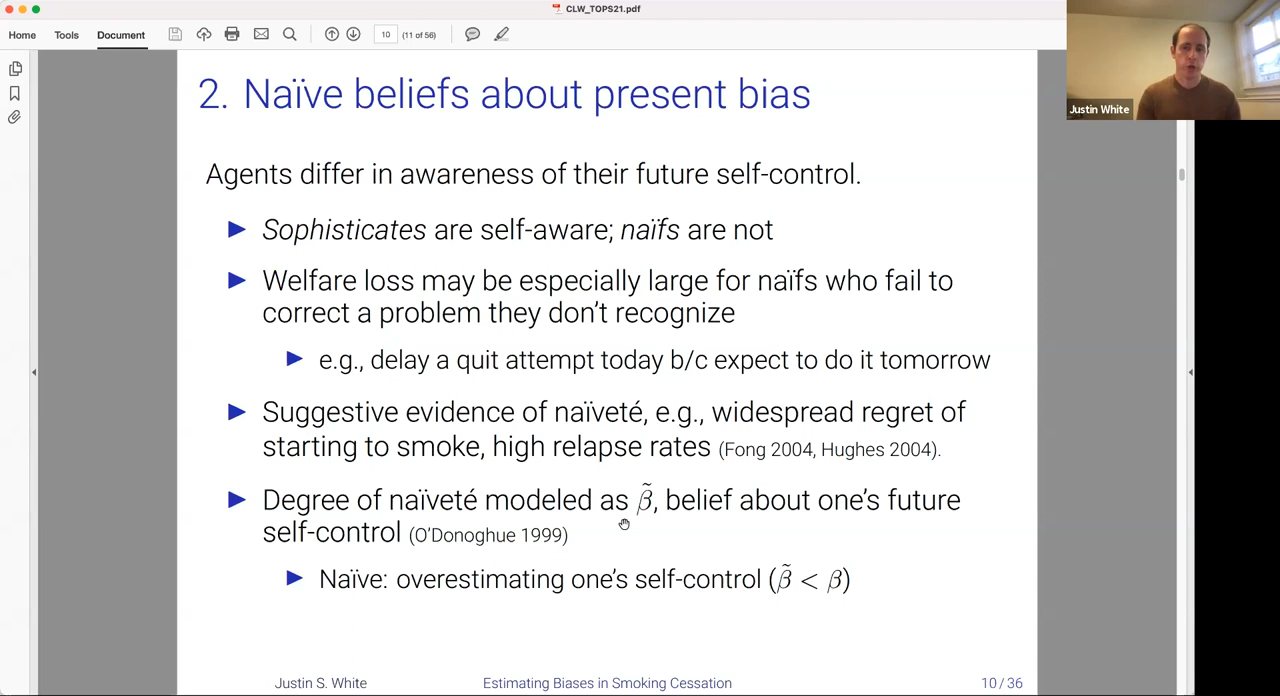 CLW_TOPS21.pdf
Home Tools Document 10 (11 of 56)
Justin White
2. Naïve beliefs about present bias
Agents differ in awareness of their future self-control.
Sophisticates are self-aware; naïfs are not
Welfare loss may be especially large for naïfs who fail to
correct a problem they don't recognize
e.g., delay a quit attempt today b/c expect to do it tomorrow
Suggestive evidence of naïveté, e.g., widespread regret of
starting to smoke, high relapse rates (Fong 2004, Hughes 2004).
Degree of naïveté modeled as β̃, belief about one's future
self-control (O'Donoghue 1999)
Naïve: overestimating one's self-control (β̃ < β)
Justin S. White Estimating Biases in Smoking Cessation 10 / 36